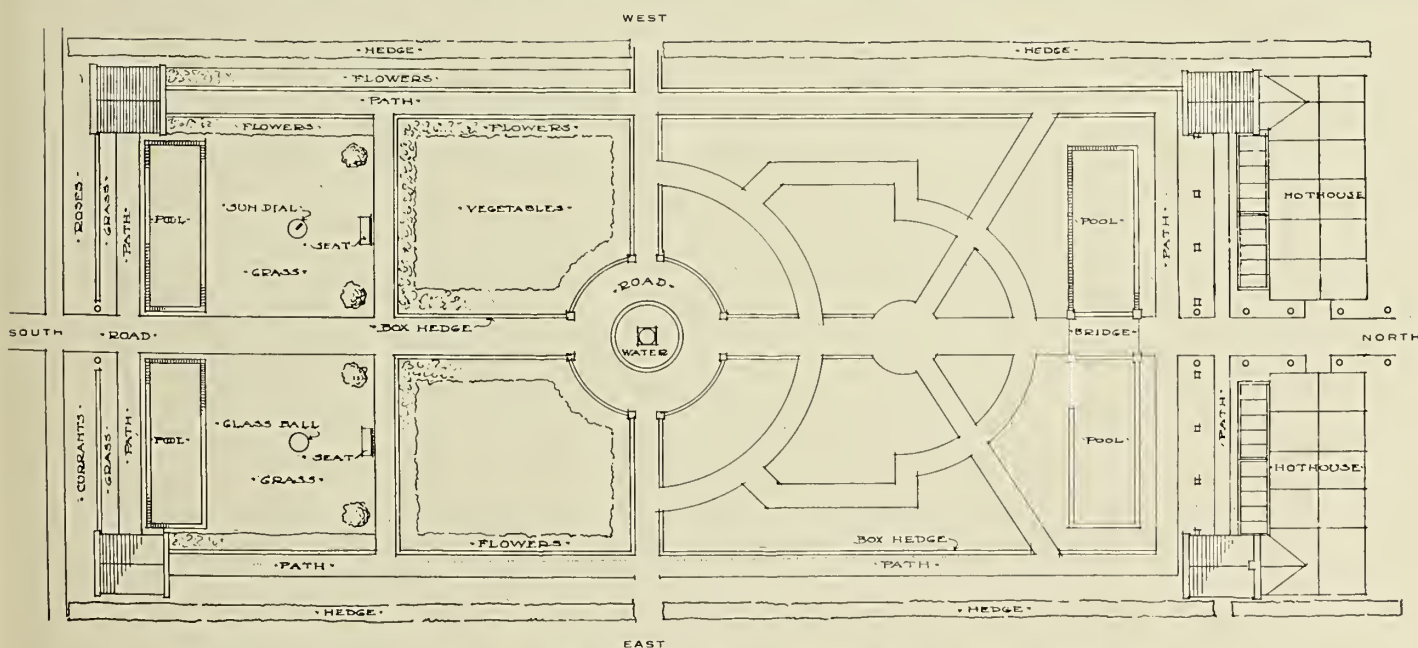 WEST
· HEDGE ·
· HEDGE ·
· FLOWERS ·
· PATH ·
· FLOWERS ·
· FLOWERS ·
· ROSES ·
· GRASS ·
· PATH ·
· POOL ·
· SUN DIAL ·
· SEAT ·
· GRASS ·
· VEGETABLES ·
· ROAD ·
· POOL ·
· PATH ·
· HOTHOUSE
· BOX HEDGE
SOUTH
· ROAD ·
WATER
· BRIDGE ·
NORTH
· CURRANTS ·
· GRASS ·
· PATH ·
· POOL ·
· GLASS BALL
· SEAT ·
· GRASS ·
· POOL ·
· PATH ·
· HOTHOUSE ·
· FLOWERS ·
BOX HEDGE
· PATH ·
· PATH ·
· HEDGE ·
· HEDGE ·
EAST